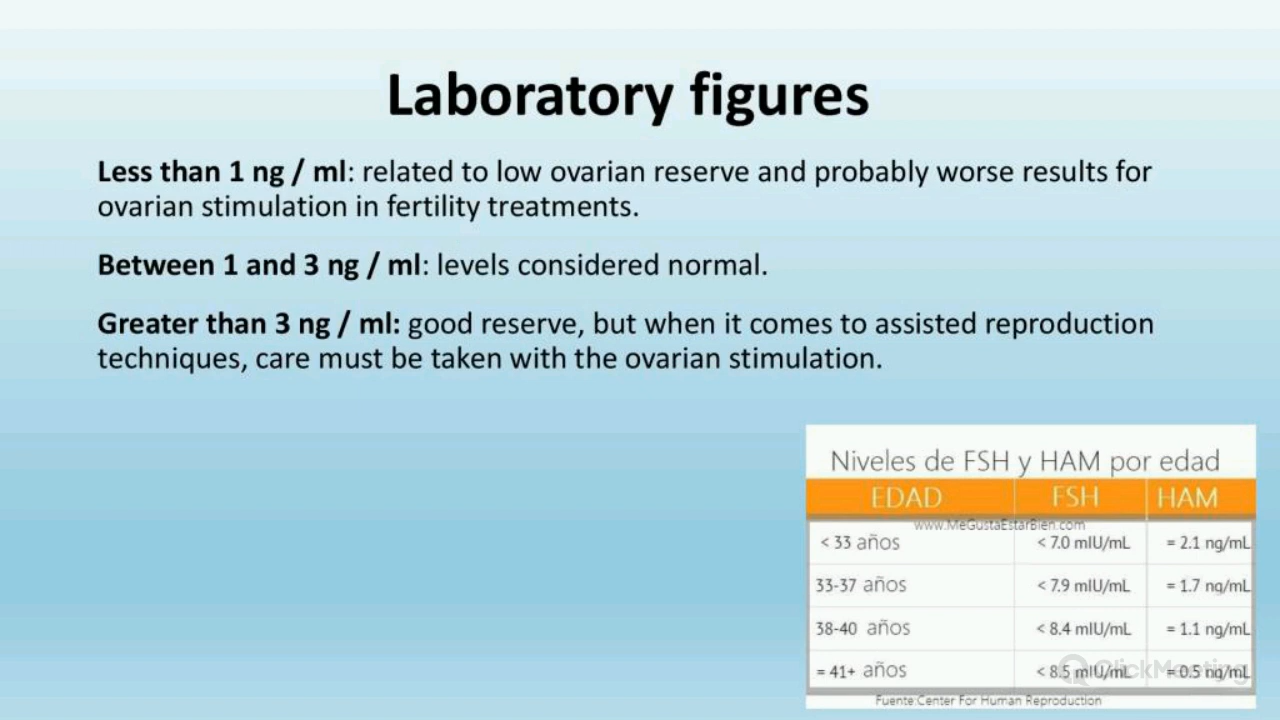 Laboratory figures
Less than 1 ng / ml: related to low ovarian reserve and probably worse results for
ovarian stimulation in fertility treatments.
Between 1 and 3 ng / ml: levels considered normal.
Greater than 3 ng / ml: good reserve, but when it comes to assisted reproduction
techniques, care must be taken with the ovarian stimulation.
Niveles de FSH y HAM por edad
EDAD FSH HAM
www.MeGustaEstarBien.com
< 33 años < 7.0 mIU/mL = 2.1 ng/mL
33-37 años < 7.9 mIU/mL = 1.7 ng/mL
38-40 años < 8.4 mIU/mL = 1.1 ng/mL
= 41+ años < 8.5 mIU/mL = 0.5 ng/mL
ClickMeeting
Fuente:Center For Human Reproduction